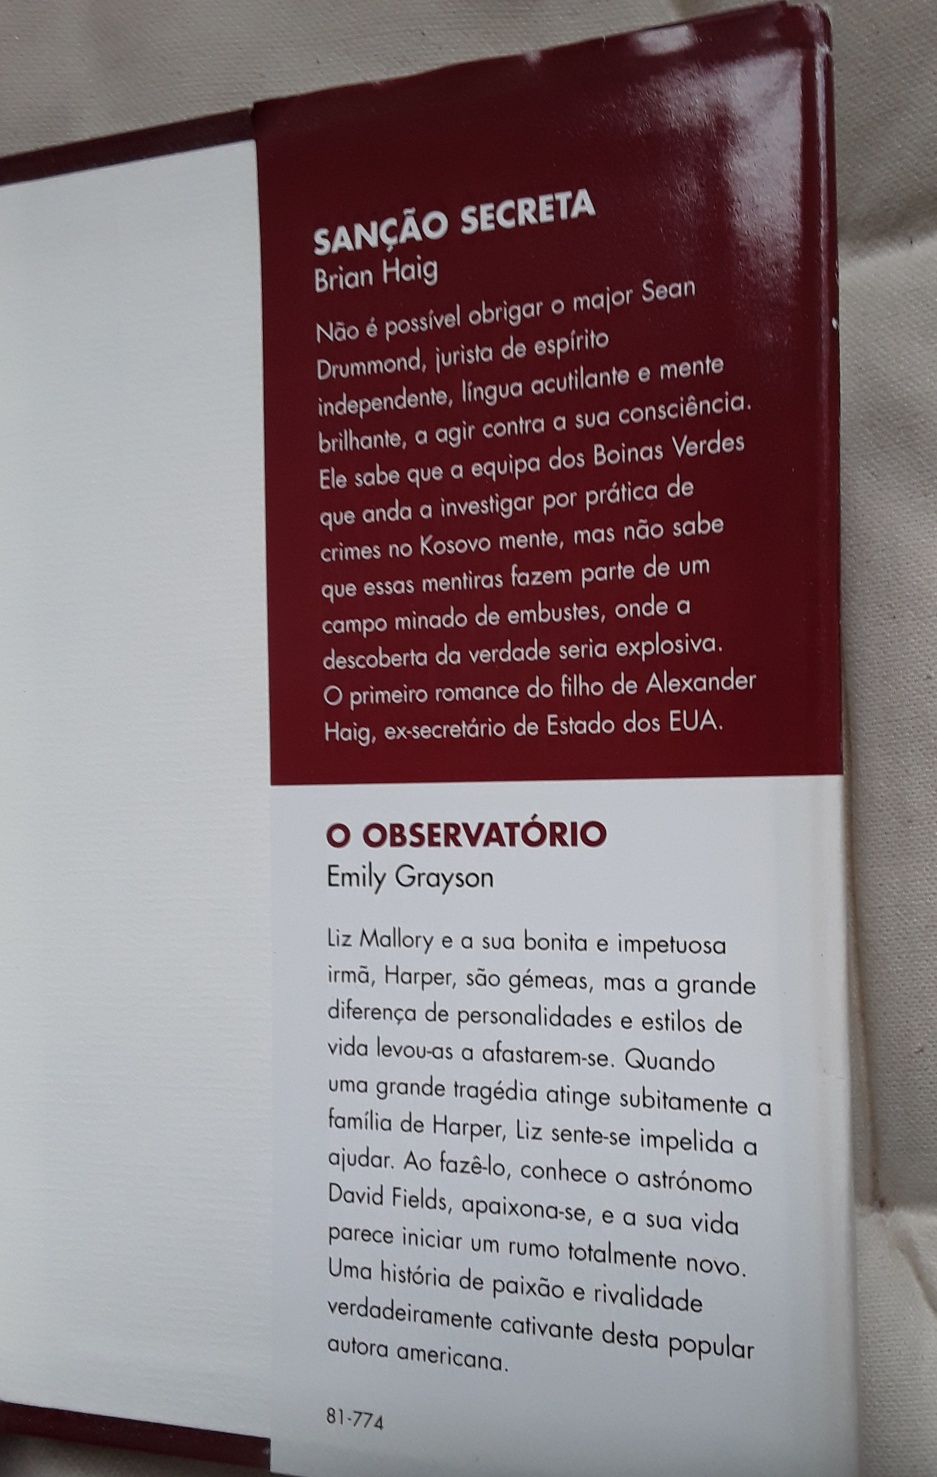 SANÇÃO SECRETA
Brian Haig
Não é possível obrigar o major Sean
Drummond, jurista de espírito
independente, língua acutilante e mente
brilhante, a agir contra a sua consciência.
Ele sabe que a equipa dos Boinas Verdes
que anda a investigar por prática de
crimes no Kosovo mente, mas não sabe
que essas mentiras fazem parte de um
campo minado de embustes, onde a
descoberta da verdade seria explosiva.
O primeiro romance do filho de Alexander
Haig, ex-secretário de Estado dos EUA.
O OBSERVATÓRIO
Emily Grayson
Liz Mallory e a sua bonita e impetuosa
irmã, Harper, são gémeas, mas a grande
diferença de personalidades e estilos de
vida levou-as a afastarem-se. Quando
uma grande tragédia atinge subitamente a
família de Harper, Liz sente-se impelida a
ajudar. Ao fazê-lo, conhece o astrónomo
David Fields, apaixona-se, e a sua vida
parece iniciar um rumo totalmente novo.
Uma história de paixão e rivalidade
verdadeiramente cativante desta popular
autora americana.
81-774